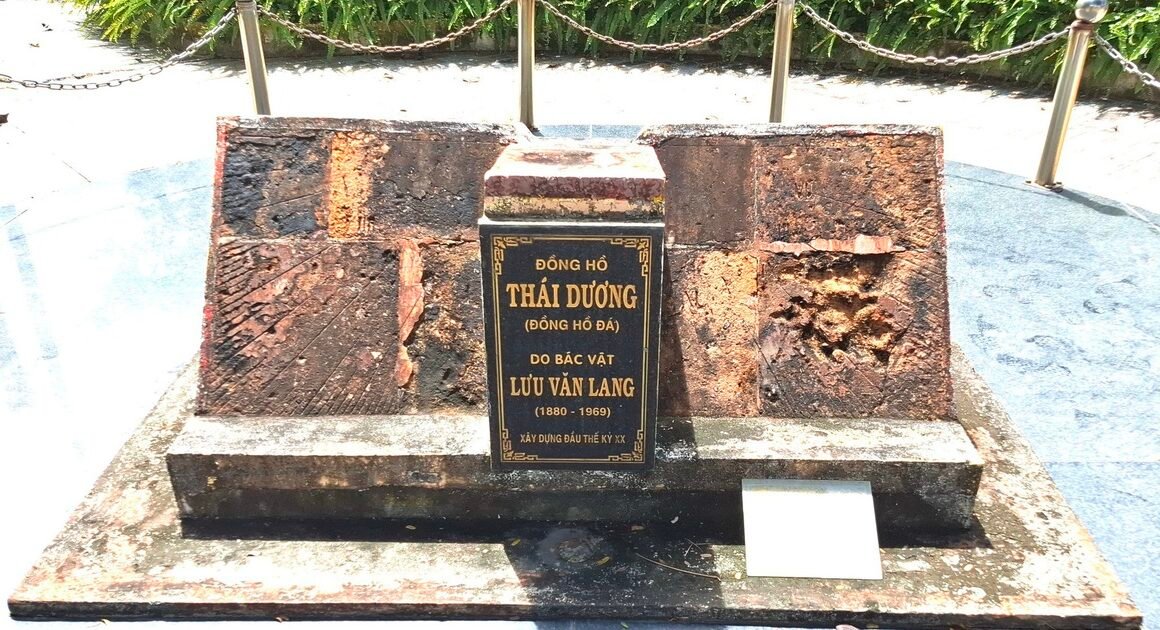 ĐỒNG HỒ
THÁI DƯƠNG
(ĐỒNG HỒ ĐÁ)
DO BÁC VẬT
LƯU VĂN LANG
(1880 - 1969)
XÂY DỰNG ĐẦU THẾ KỶ XX